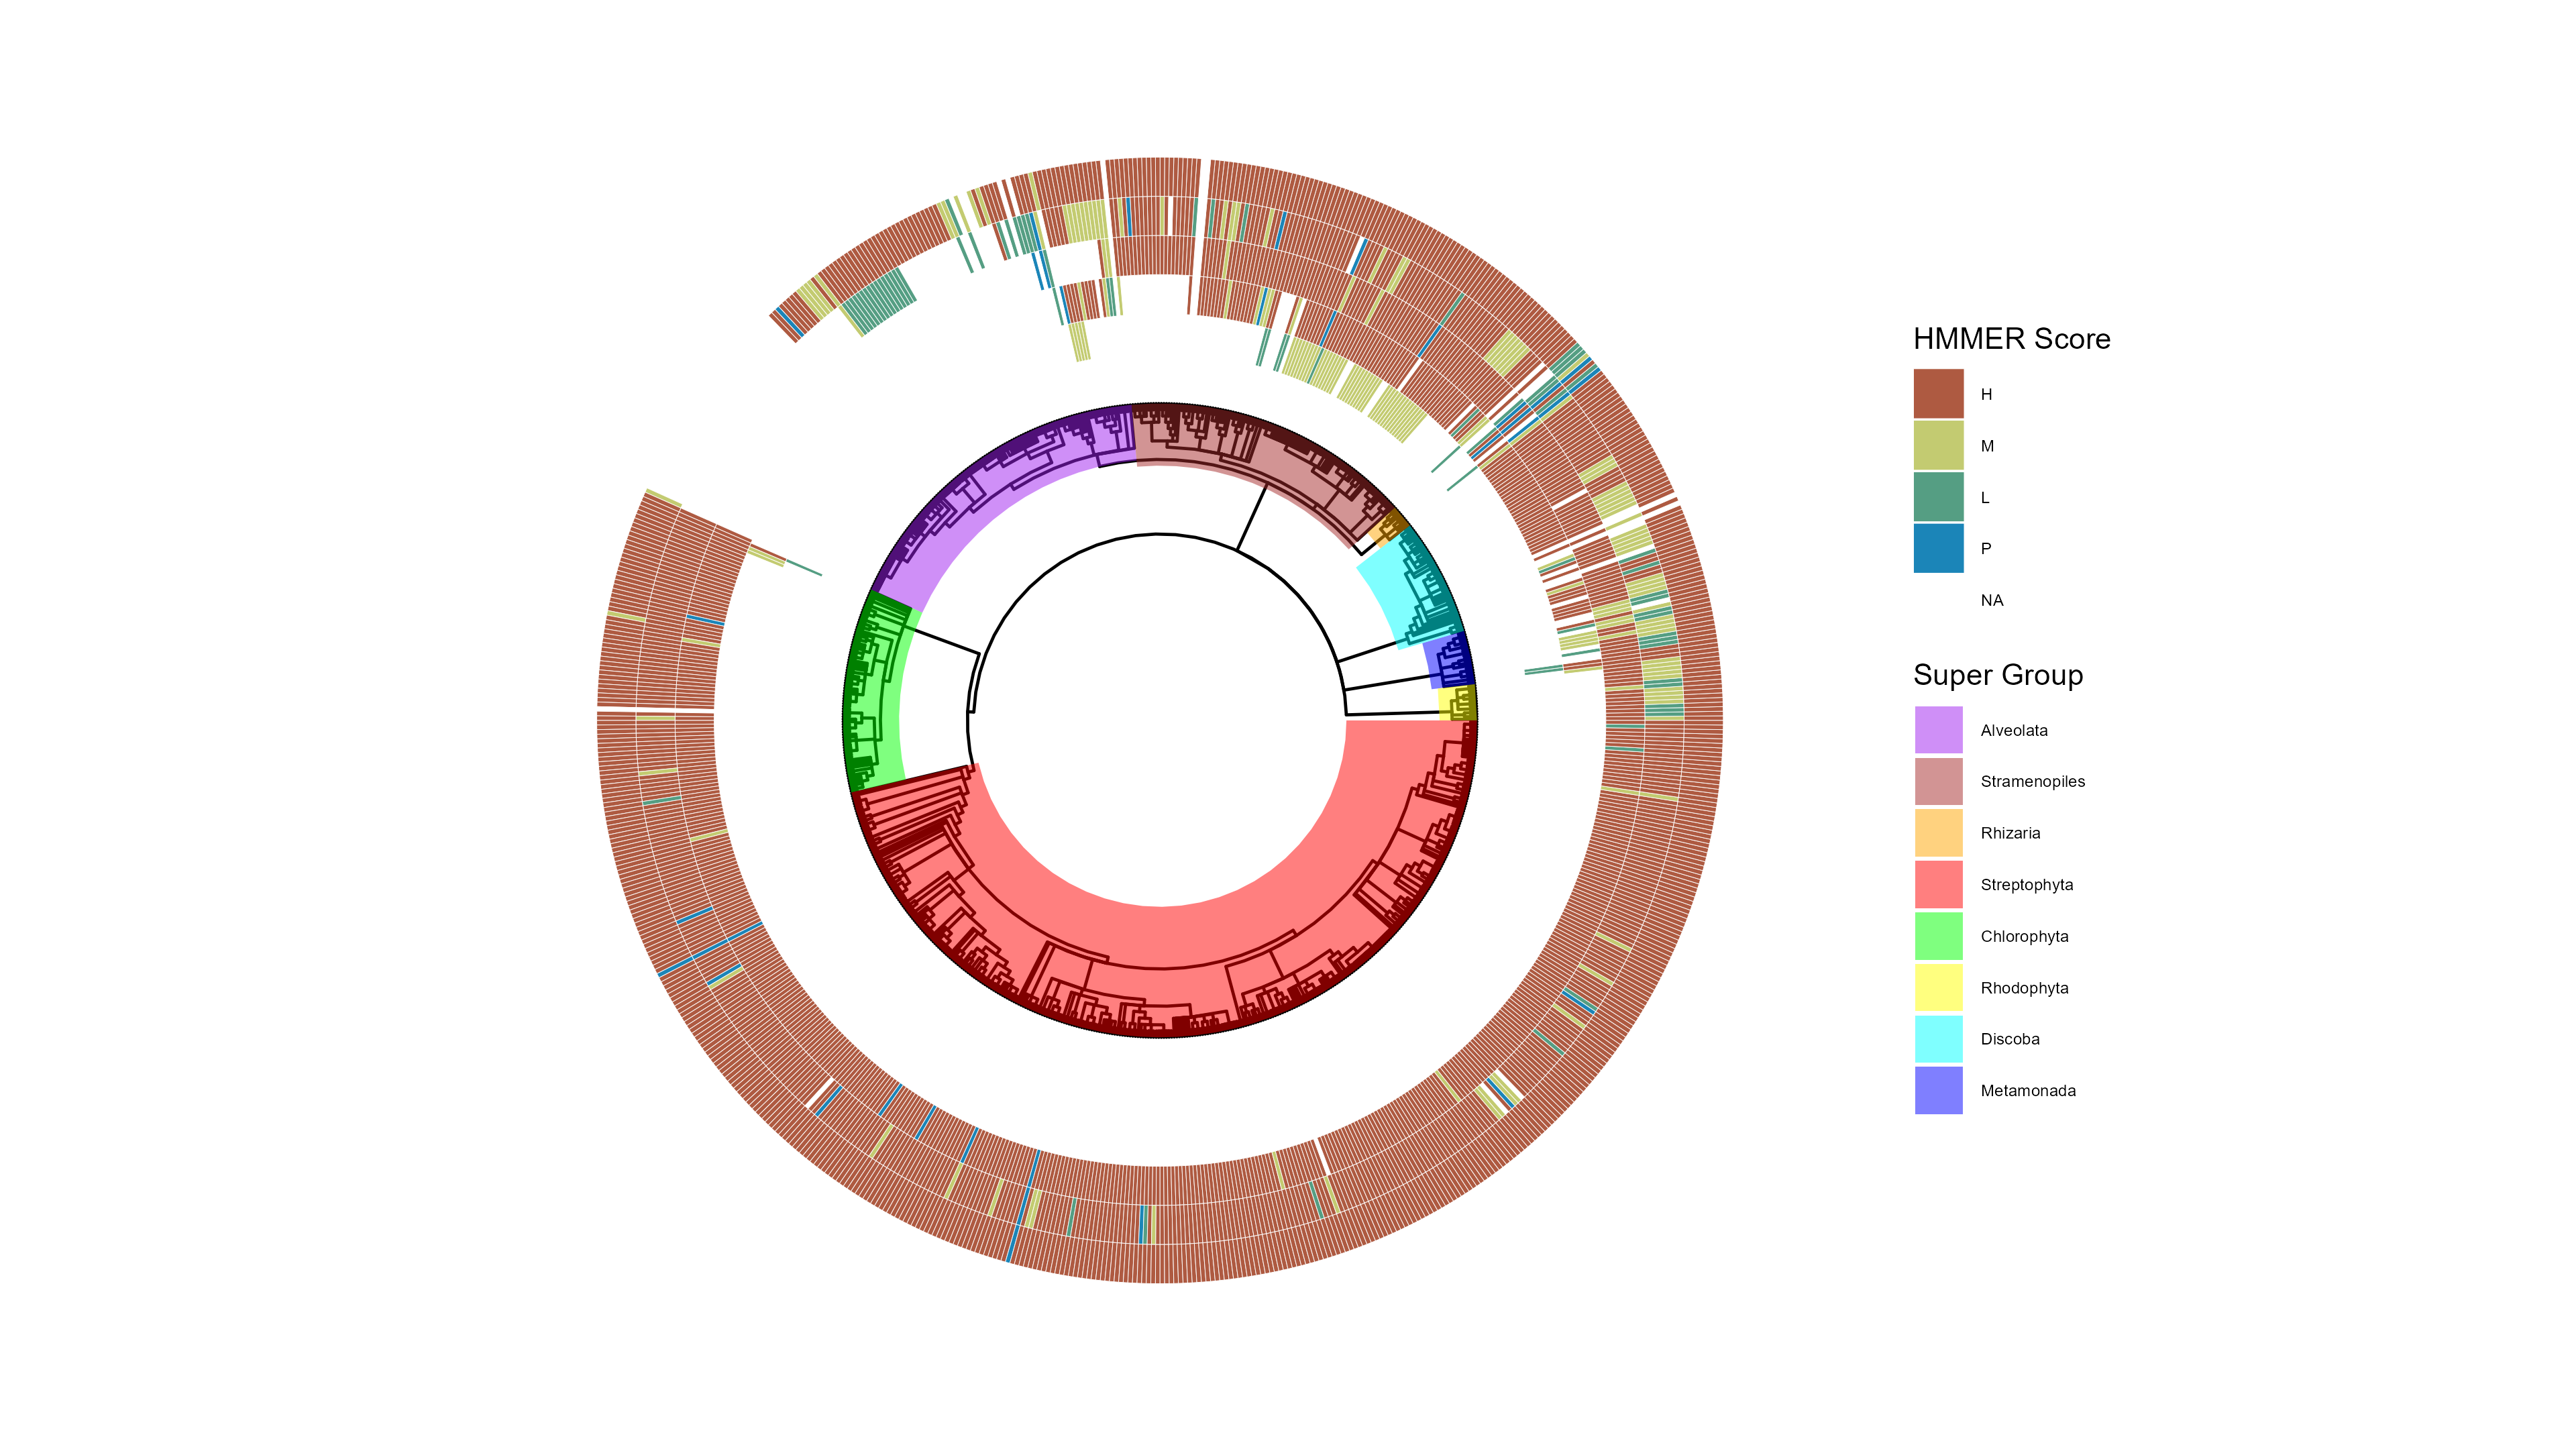 HMMER Score
H
M
L
P
NA
Super Group
Alveolata
Stramenopiles
Rhizaria
Streptophyta
Chlorophyta
Rhodophyta
Discoba
Metamonada